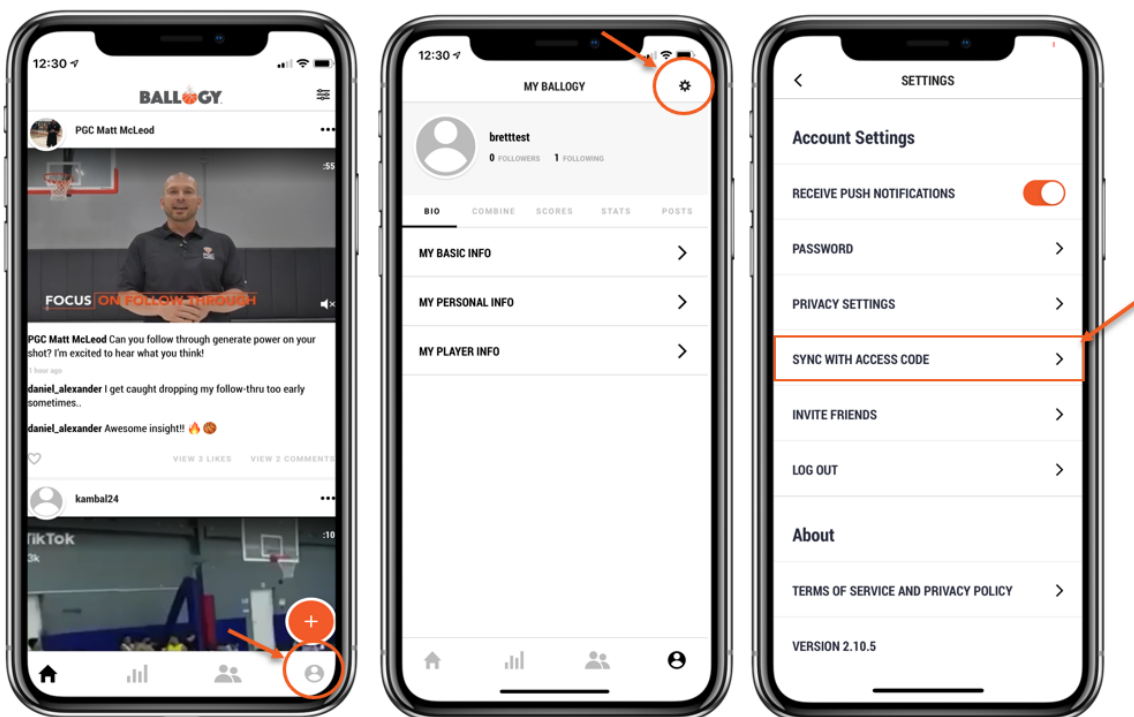 12:30
BALLOGY
PGC Matt McLeod
:55
FOCUS ON FOLLOW THROUGH
PGC Matt McLeod Can you follow through generate power on your
shot? I'm excited to hear what you think!
1 hour ago
daniel_alexander I get caught dropping my follow-thru too early
sometimes..
daniel_alexander Awesome insight!! 🔥 🏀
VIEW 3 LIKES VIEW 2 COMMENTS
kambal24
TikTok
3k
:10
12:30
MY BALLOGY
bretttest
0 FOLLOWERS 1 FOLLOWING
BIO COMBINE SCORES STATS POSTS
MY BASIC INFO
MY PERSONAL INFO
MY PLAYER INFO
SETTINGS
Account Settings
RECEIVE PUSH NOTIFICATIONS
PASSWORD
PRIVACY SETTINGS
SYNC WITH ACCESS CODE
INVITE FRIENDS
LOG OUT
About
TERMS OF SERVICE AND PRIVACY POLICY
VERSION 2.10.5